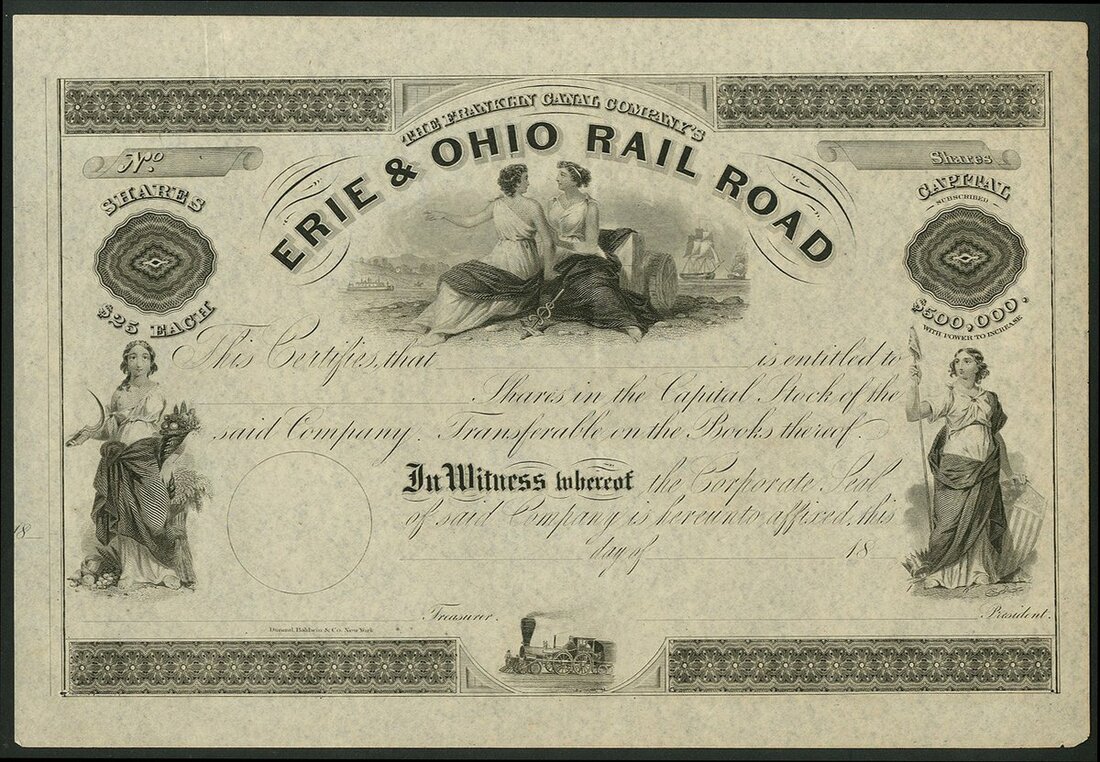 THE FRANKLIN CANAL COMPANY'S
ERIE & OHIO RAIL ROAD
No.
SHARES
$25 EACH
Shares
CAPITAL
SUBSCRIBED
$500,000.
WITH POWER TO INCREASE
This Certifies, that is entitled to
Shares in the Capital Stock of the
said Company. Transferable on the Books thereof
In Witness whereof the Corporate Seal
of said Company is hereunto affixed, this
day of 18
18
Treasurer.
President.
Durand, Baldwin & Co. New York